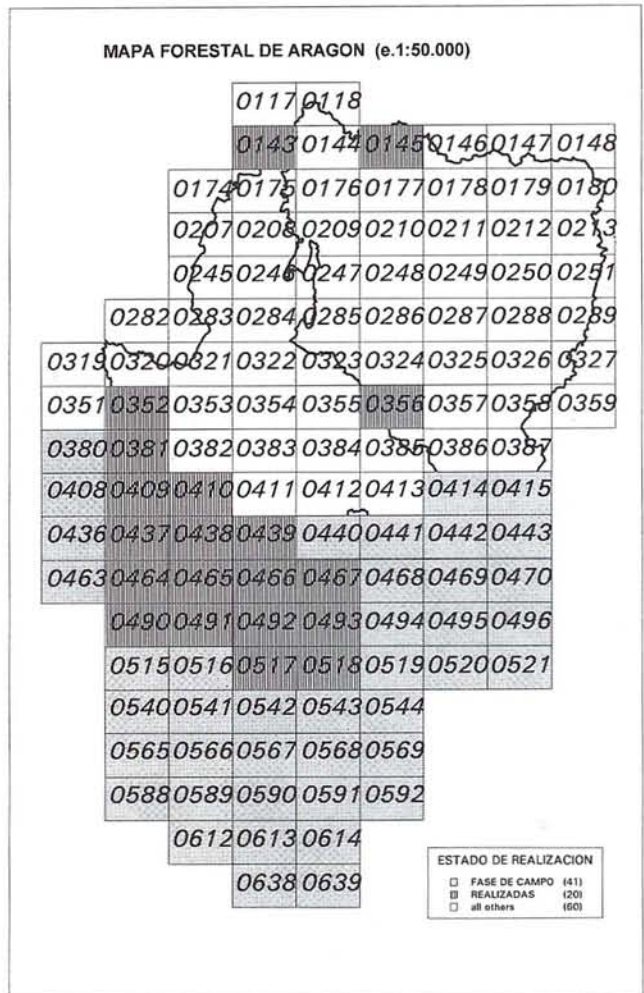 MAPA FORESTAL DE ARAGON (e.1:50.000)
0117 0118
0143 0144 0145 0146 0147 0148
0174 0175 0176 0177 0178 0179 0180
0207 0208 0209 0210 0211 0212 0213
0245 0246 0247 0248 0249 0250 0251
0282 0283 0284 0285 0286 0287 0288 0289
0319 0320 0321 0322 0323 0324 0325 0326 0327
0351 0352 0353 0354 0355 0356 0357 0358 0359
0380 0381 0382 0383 0384 0385 0386 0387
0408 0409 0410 0411 0412 0413 0414 0415
0436 0437 0438 0439 0440 0441 0442 0443
0463 0464 0465 0466 0467 0468 0469 0470
0490 0491 0492 0493 0494 0495 0496
0515 0516 0517 0518 0519 0520 0521
0540 0541 0542 0543 0544
0565 0566 0567 0568 0569
0588 0589 0590 0591 0592
0612 0613 0614
0638 0639
ESTADO DE REALIZACION
FASE DE CAMPO (41)
REALIZADAS (20)
all others (60)